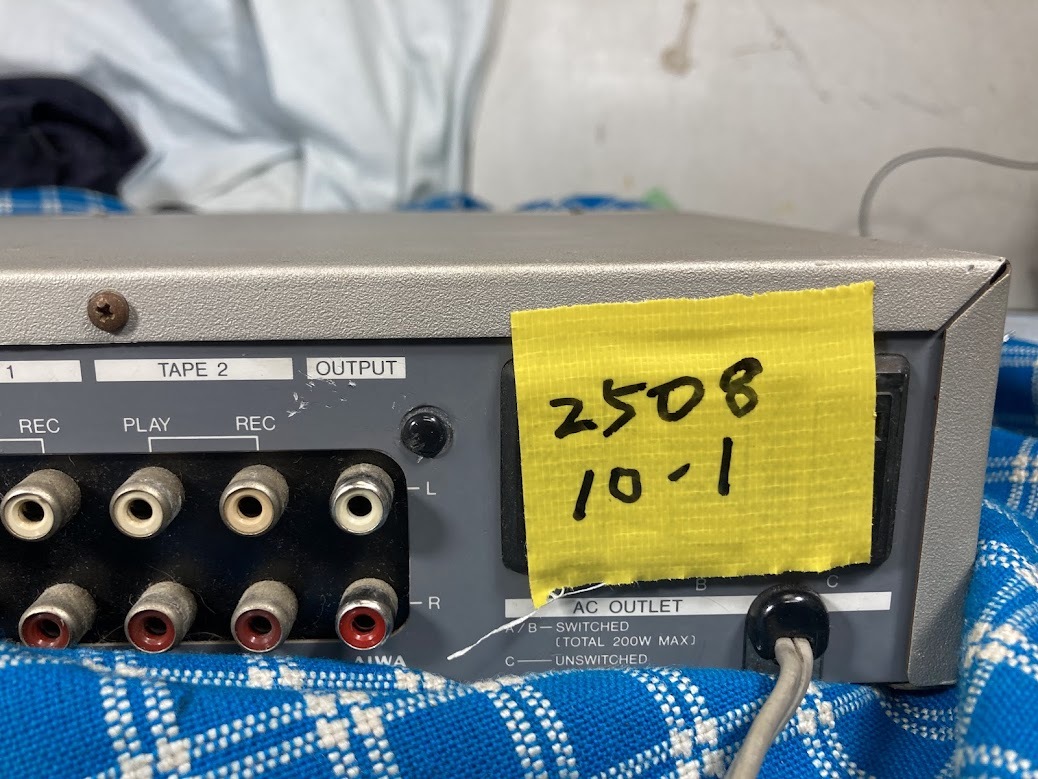 1
TAPE 2
OUTPUT
REC
PLAY
REC
L
R
AIWA
2508
10-1
B
C
AC OUTLET
A/B—SWITCHED
(TOTAL 200W MAX)
C—UNSWITCHED